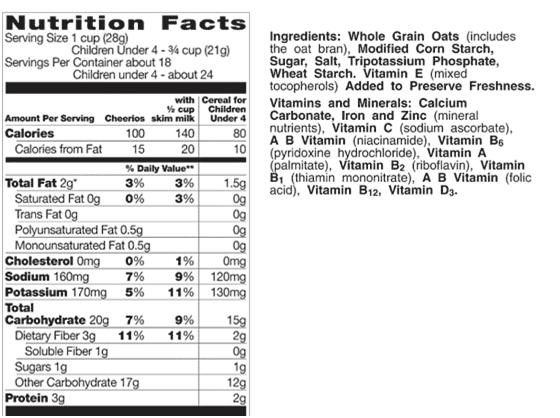 Nutrition Facts
Serving Size 1 cup (28g)
Children Under 4 - ¾ cup (21g)
Servings Per Container about 18
Children under 4 - about 24
Amount Per Serving Cheerios with ½ cup skim milk Cereal for Children Under 4
Calories 100 140 80
Calories from Fat 15 20 10
% Daily Value**
Total Fat 2g* 3% 3% 1.5g
Saturated Fat 0g 0% 3% 0g
Trans Fat 0g 0g
Polyunsaturated Fat 0.5g 0g
Monounsaturated Fat 0.5g 0g
Cholesterol 0mg 0% 1% 0mg
Sodium 160mg 7% 9% 120mg
Potassium 170mg 5% 11% 130mg
Total
Carbohydrate 20g 7% 9% 15g
Dietary Fiber 3g 11% 11% 2g
Soluble Fiber 1g 0g
Sugars 1g 1g
Other Carbohydrate 17g 12g
Protein 3g 2g
Ingredients: Whole Grain Oats (includes
the oat bran), Modified Corn Starch,
Sugar, Salt, Tripotassium Phosphate,
Wheat Starch. Vitamin E (mixed
tocopherols) Added to Preserve Freshness.
Vitamins and Minerals: Calcium
Carbonate, Iron and Zinc (mineral
nutrients), Vitamin C (sodium ascorbate),
A B Vitamin (niacinamide), Vitamin B6
(pyridoxine hydrochloride), Vitamin A
(palmitate), Vitamin B2 (riboflavin), Vitamin
B1 (thiamin mononitrate), A B Vitamin (folic
acid), Vitamin B12, Vitamin D3.